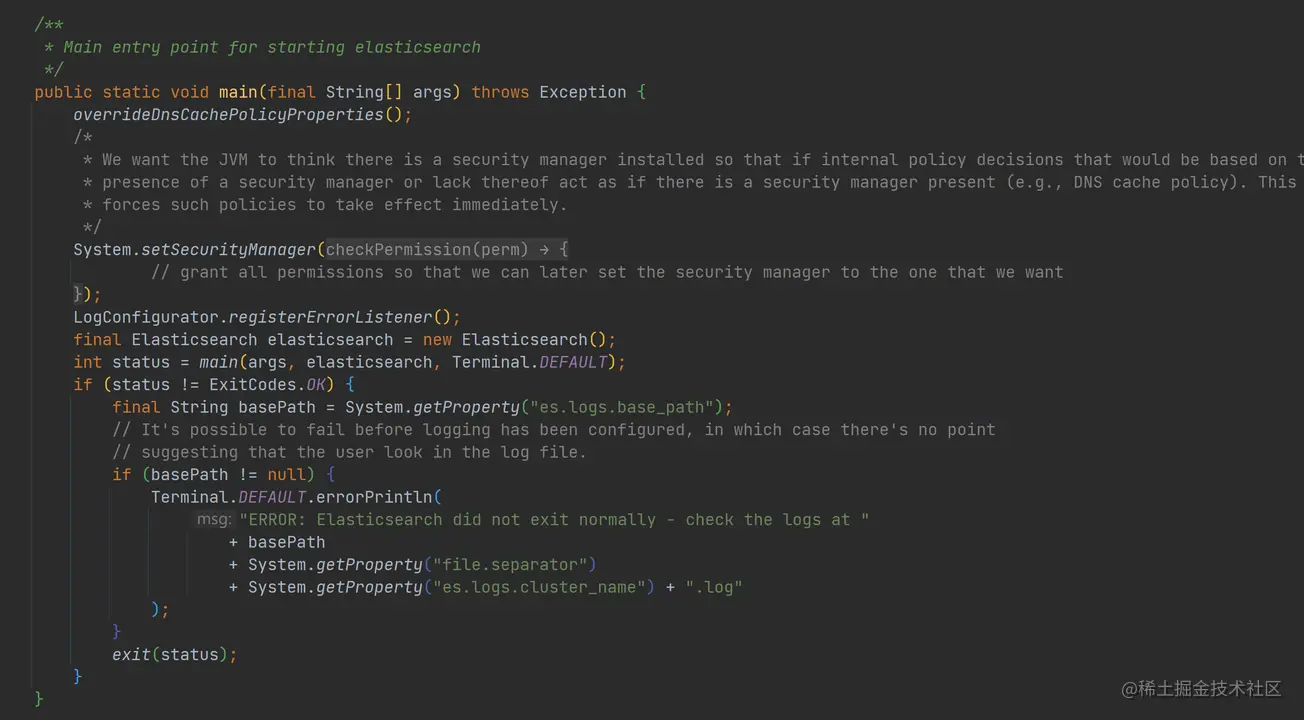 /**
 * Main entry point for starting elasticsearch
 */
public static void main(final String[] args) throws Exception {
    overrideDnsCachePolicyProperties();
    /*
     * We want the JVM to think there is a security manager installed so that if internal policy decisions that would be based on t
     * presence of a security manager or lack thereof act as if there is a security manager present (e.g., DNS cache policy). This
     * forces such policies to take effect immediately.
     */
    System.setSecurityManager(checkPermission(perm) → {
            // grant all permissions so that we can later set the security manager to the one that we want
    });
    LogConfigurator.registerErrorListener();
    final Elasticsearch elasticsearch = new Elasticsearch();
    int status = main(args, elasticsearch, Terminal.DEFAULT);
    if (status != ExitCodes.OK) {
        final String basePath = System.getProperty("es.logs.base_path");
        // It's possible to fail before logging has been configured, in which case there's no point
        // suggesting that the user look in the log file.
        if (basePath != null) {
            Terminal.DEFAULT.errorPrintln(
                msg: "ERROR: Elasticsearch did not exit normally - check the logs at "
                    + basePath
                    + System.getProperty("file.separator")
                    + System.getProperty("es.logs.cluster_name") + ".log"
            );
        }
        exit(status);
    }
}
@稀土掘金技术社区